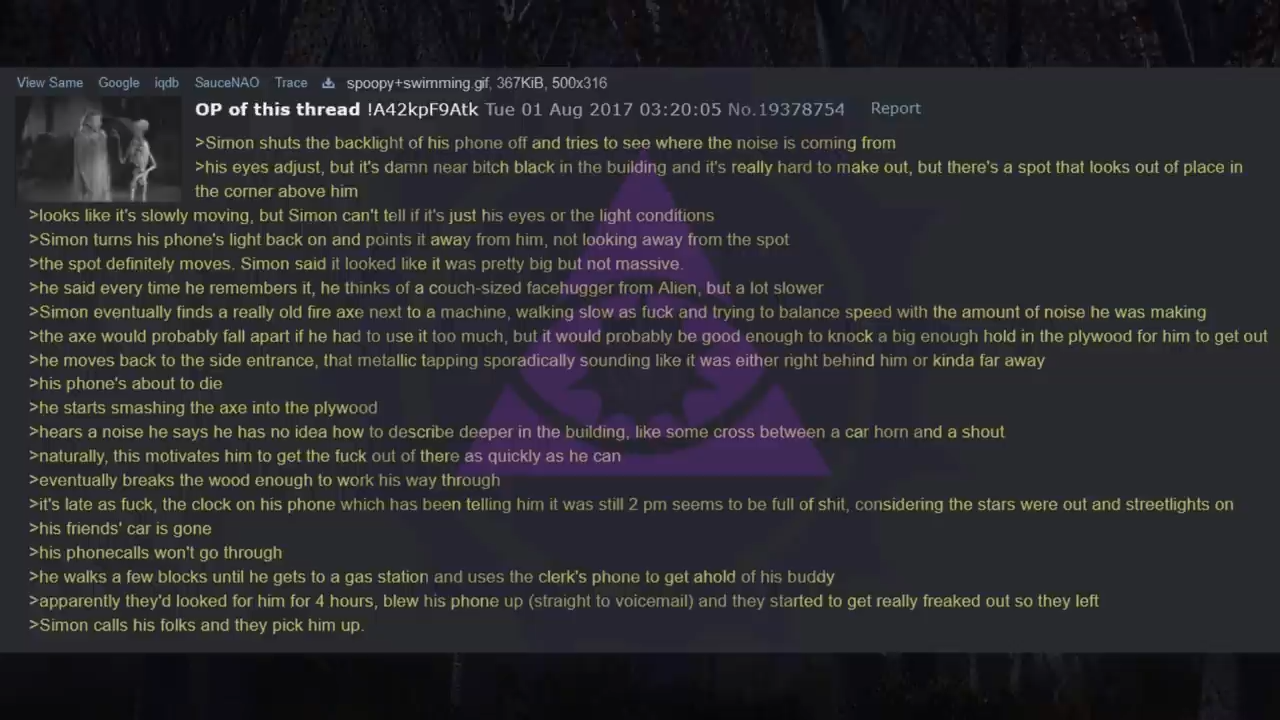 View Same Google iqdb SauceNAO Trace spoopy+swimming.gif, 367KiB, 500x316
OP of this thread !A42kpF9Atk Tue 01 Aug 2017 03:20:05 No.19378754 Report
>Simon shuts the backlight of his phone off and tries to see where the noise is coming from
>his eyes adjust, but it's damn near bitch black in the building and it's really hard to make out, but there's a spot that looks out of place in
the corner above him
>looks like it's slowly moving, but Simon can't tell if it's just his eyes or the light conditions
>Simon turns his phone's light back on and points it away from him, not looking away from the spot
>the spot definitely moves. Simon said it looked like it was pretty big but not massive.
>he said every time he remembers it, he thinks of a couch-sized facehugger from Alien, but a lot slower
>Simon eventually finds a really old fire axe next to a machine, walking slow as fuck and trying to balance speed with the amount of noise he was making
>the axe would probably fall apart if he had to use it too much, but it would probably be good enough to knock a big enough hold in the plywood for him to get out
>he moves back to the side entrance, that metallic tapping sporadically sounding like it was either right behind him or kinda far away
>his phone's about to die
>he starts smashing the axe into the plywood
>hears a noise he says he has no idea how to describe deeper in the building, like some cross between a car horn and a shout
>naturally, this motivates him to get the fuck out of there as quickly as he can
>eventually breaks the wood enough to work his way through
>it's late as fuck, the clock on his phone which has been telling him it was still 2 pm seems to be full of shit, considering the stars were out and streetlights on
>his friends' car is gone
>his phonecalls won't go through
>he walks a few blocks until he gets to a gas station and uses the clerk's phone to get ahold of his buddy
>apparently they'd looked for him for 4 hours, blew his phone up (straight to voicemail) and they started to get really freaked out so they left
>Simon calls his folks and they pick him up.